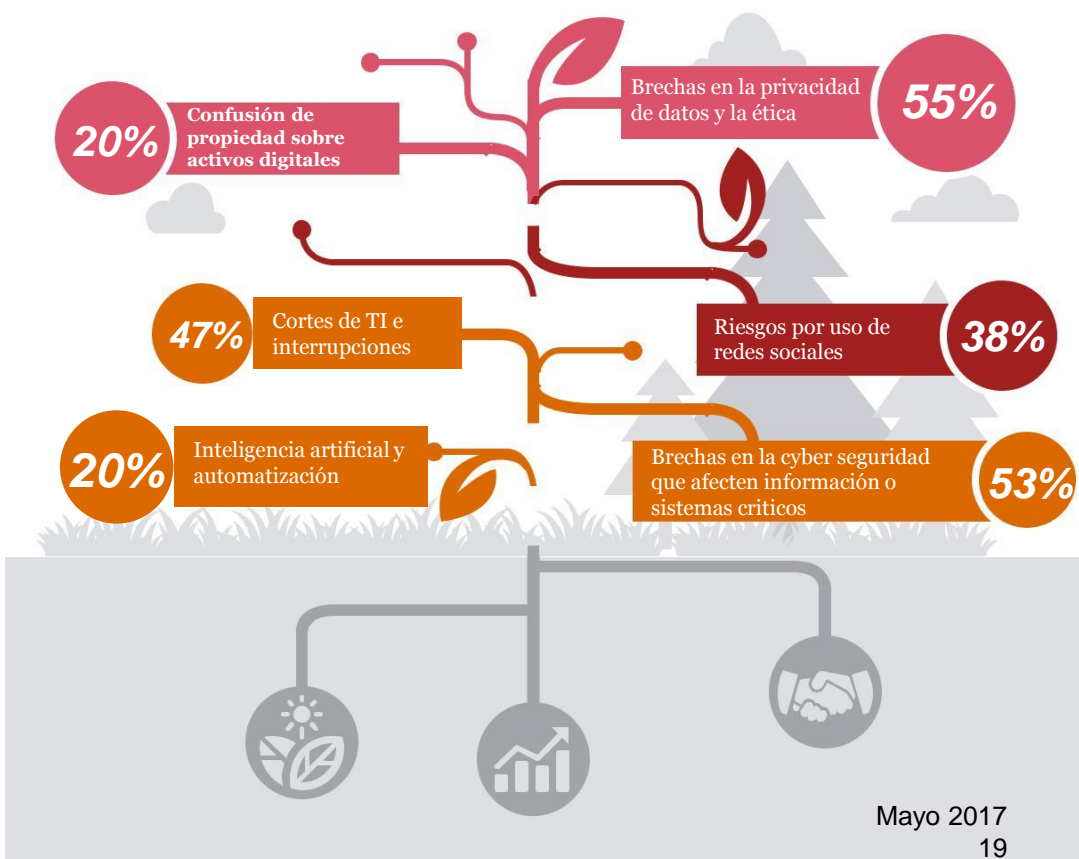 20%
Confusión de
propiedad sobre
activos digitales
Brechas en la privacidad
de datos y la ética
55%
47%
Cortes de TI e
interrupciones
Riesgos por uso de
redes sociales
38%
20%
Inteligencia artificial y
automatización
Brechas en la cyber seguridad
que afecten información o
sistemas criticos
53%
Mayo 2017
19